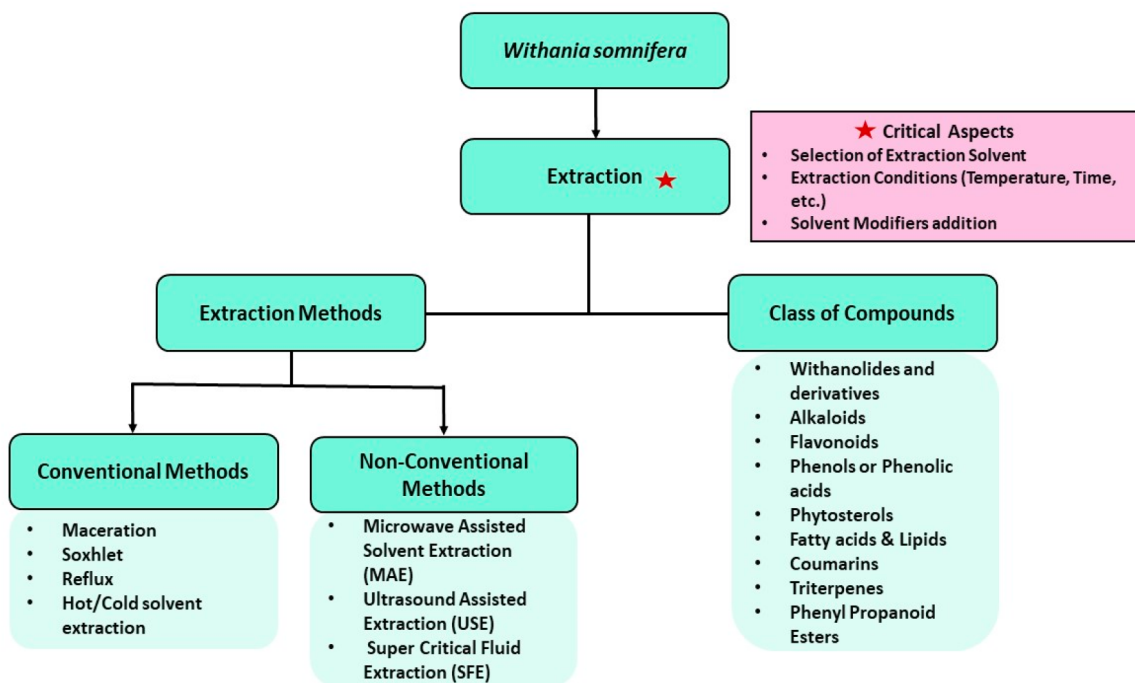 Withania somnifera
Extraction
Critical Aspects
• Selection of Extraction Solvent
• Extraction Conditions (Temperature, Time,
etc.)
• Solvent Modifiers addition
Extraction Methods
Class of Compounds
• Withanolides and
derivatives
• Alkaloids
• Flavonoids
• Phenols or Phenolic
acids
• Phytosterols
• Fatty acids & Lipids
• Coumarins
• Triterpenes
• Phenyl Propanoid
Esters
Conventional Methods
• Maceration
• Soxhlet
• Reflux
• Hot/Cold solvent
extraction
Non-Conventional
Methods
• Microwave Assisted
Solvent Extraction
(MAE)
• Ultrasound Assisted
Extraction (USE)
• Super Critical Fluid
Extraction (SFE)